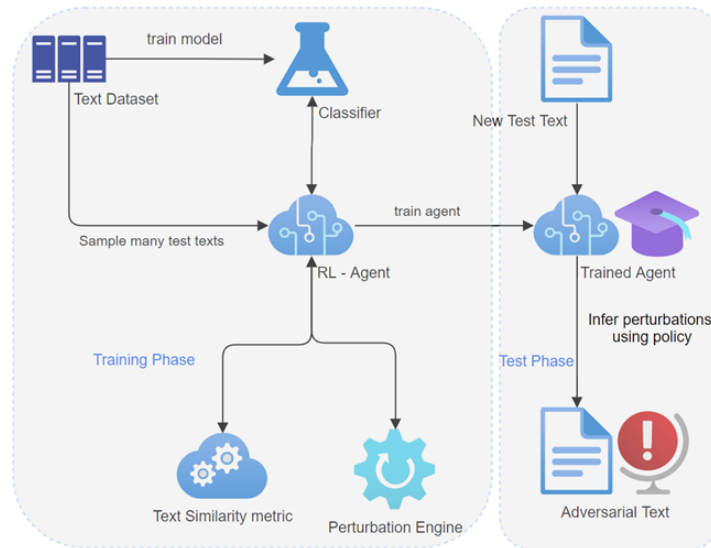 train model
Text Dataset
Classifier
Sample many test texts
RL - Agent
train agent
Training Phase
Text Similarity metric
Perturbation Engine
New Test Text
Trained Agent
Infer perturbations
using policy
Test Phase
Adversarial Text